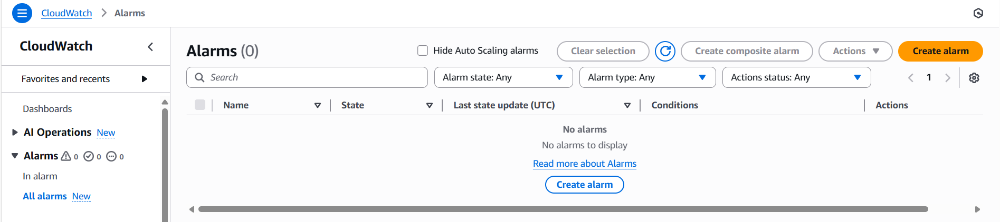 CloudWatch > Alarms
CloudWatch
Favorites and recents
Dashboards
AI Operations New
Alarms 0 0 0
In alarm
All alarms New
Alarms (0)
Hide Auto Scaling alarms
Clear selection
Create composite alarm
Actions
Create alarm
Search
Alarm state: Any
Alarm type: Any
Actions status: Any
1
Name State Last state update (UTC) Conditions Actions
No alarms
No alarms to display
Read more about Alarms
Create alarm